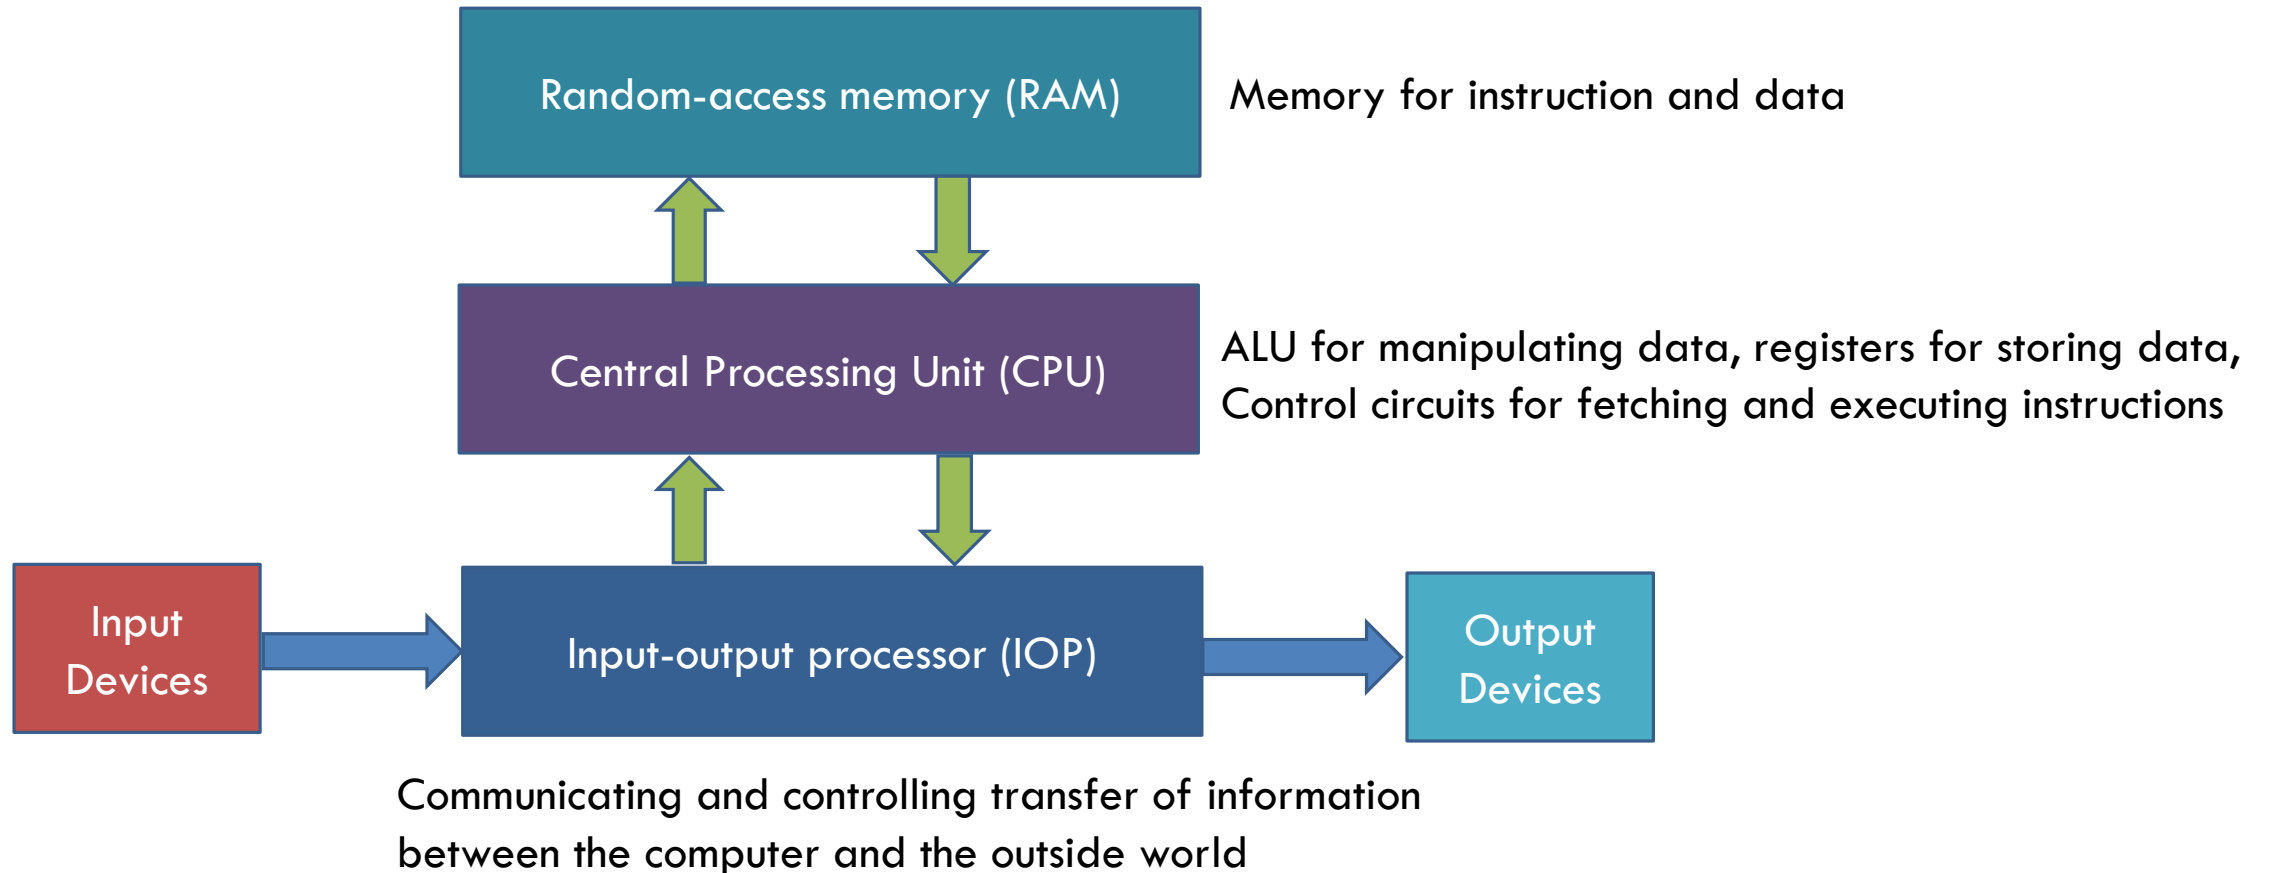 Random-access memory (RAM)
Memory for instruction and data
Central Processing Unit (CPU)
ALU for manipulating data, registers for storing data,
Control circuits for fetching and executing instructions
Input
Devices
Input-output processor (IOP)
Output
Devices
Communicating and controlling transfer of information
between the computer and the outside world